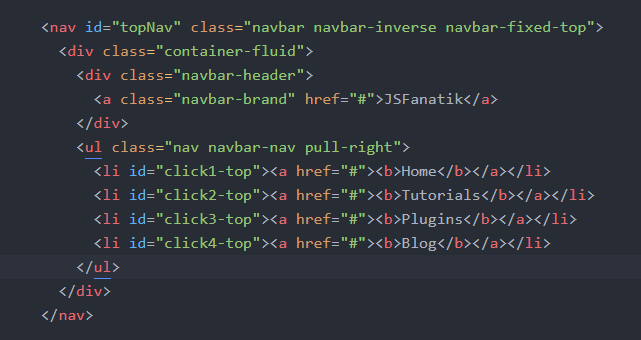 <nav id="topNav" class="navbar navbar-inverse navbar-fixed-top">
<div class="container-fluid">
<div class="navbar-header">
<a class="navbar-brand" href="#">JSFanatik</a>
</div>
<ul class="nav navbar-nav pull-right">
<li id="click1-top"><a href="#"><b>Home</b></a></li>
<li id="click2-top"><a href="#"><b>Tutorials</b></a></li>
<li id="click3-top"><a href="#"><b>Plugins</b></a></li>
<li id="click4-top"><a href="#"><b>Blog</b></a></li>
</ul>
</div>
</nav>